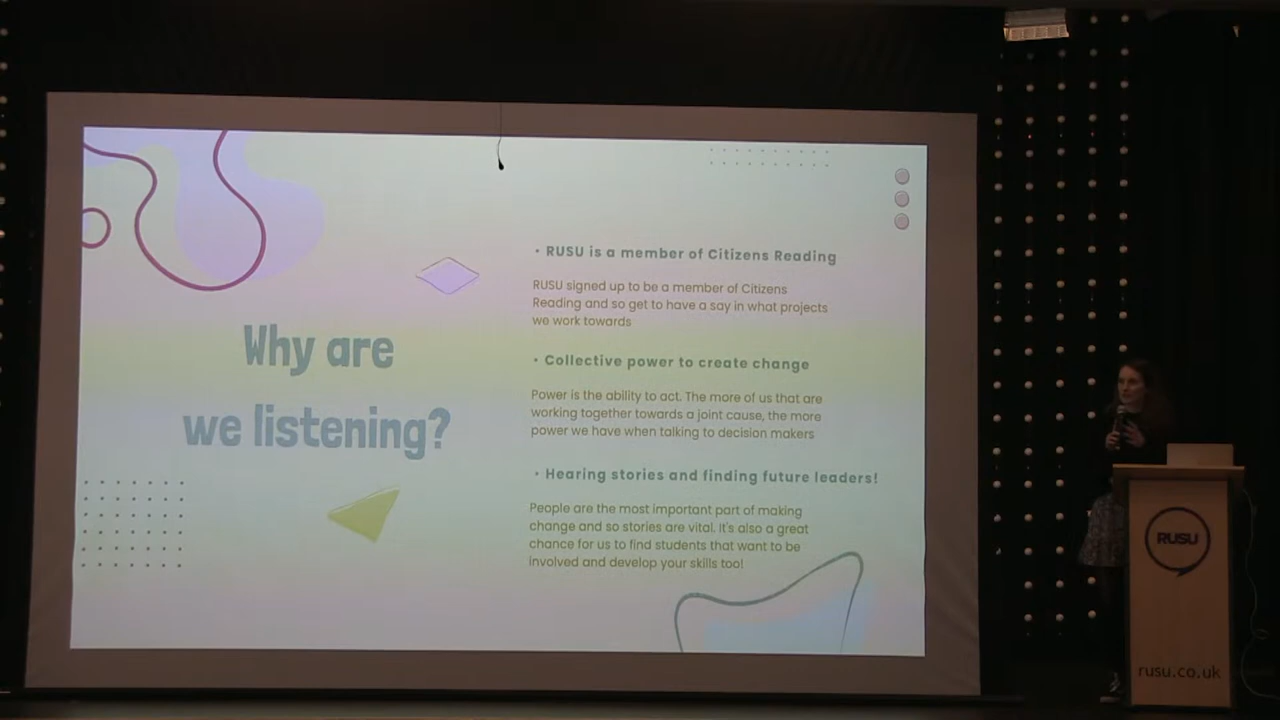 Why are
we listening?
• RUSU is a member of Citizens Reading
RUSU signed up to be a member of Citizens
Reading and so get to have a say in what projects
we work towards
• Collective power to create change
Power is the ability to act. The more of us that are
working together towards a joint cause, the more
power we have when talking to decision makers
• Hearing stories and finding future leaders!
People are the most important part of making
change and so stories are vital. It's also a great
chance for us to find students that want to be
involved and develop your skills too!
RUSU
rusu.co.uk